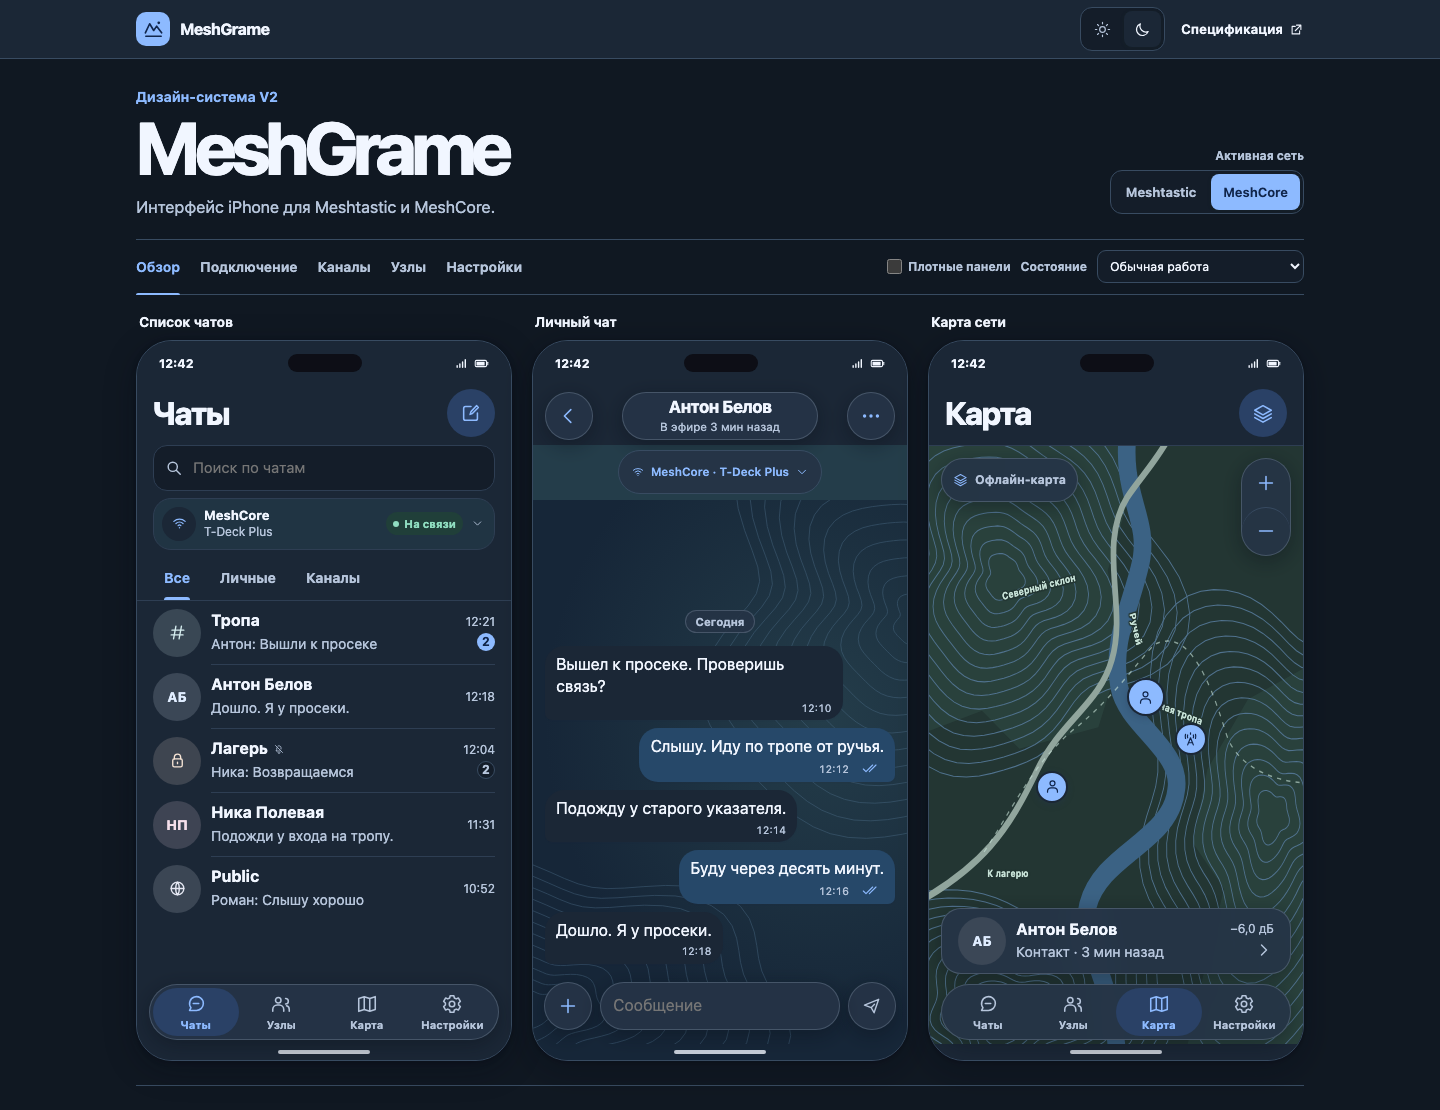 MeshGrame
Спецификация
Дизайн-система V2
MeshGrame
Интерфейс iPhone для Meshtastic и MeshCore.
Активная сеть
Meshtastic MeshCore
Обзор Подключение Каналы Узлы Настройки
Плотные панели Состояние Обычная работа
Список чатов
12:42
Чаты
Поиск по чатам
MeshCore
T-Deck Plus
На связи
Все Личные Каналы
Тропа 12:21
Антон: Вышли к просеке 2
АБ
Антон Белов 12:18
Дошло. Я у просеки.
Лагерь 12:04
Ника: Возвращаемся 2
НП
Ника Полевая 11:31
Подожди у входа на тропу.
Public 10:52
Роман: Слышу хорошо
Чаты Узлы Карта Настройки
Личный чат
12:42
Антон Белов
В эфире 3 мин назад
MeshCore · T-Deck Plus
Сегодня
Вышел к просеке. Проверишь
связь?
12:10
Слышу. Иду по тропе от ручья.
12:12
Подожду у старого указателя.
12:14
Буду через десять минут.
12:16
Дошло. Я у просеки.
12:18
Сообщение
Карта сети
12:42
Карта
Офлайн-карта
Северный склон
Ручей
ная тропа
К лагерю
АБ
Антон Белов −6,0 дБ
Контакт · 3 мин назад
Чаты Узлы Карта Настройки